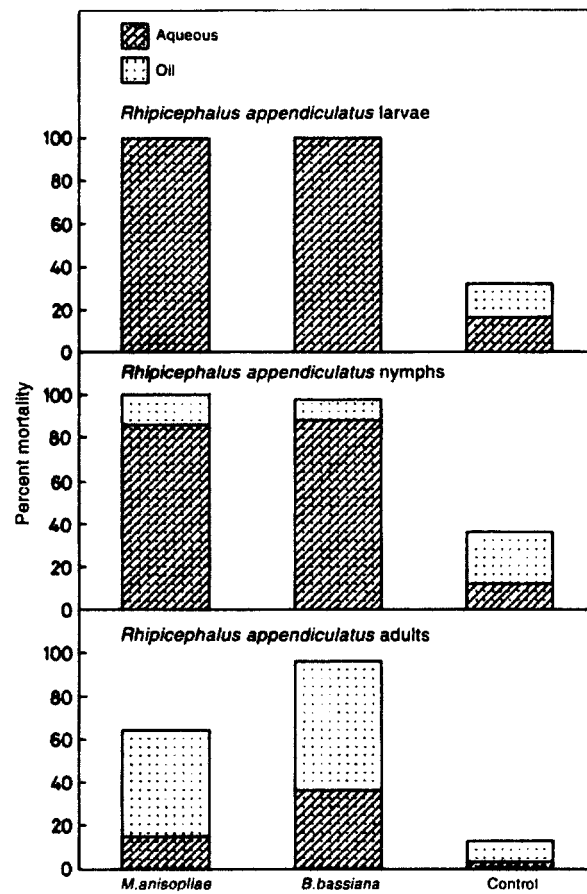 Aqueous
Oil
Rhipicephalus appendiculatus larvae
100
80
60
40
20
0
Rhipicephalus appendiculatus nymphs
100
80
60
40
20
0
Percent mortality
Rhipicephalus appendiculatus adults
100
80
60
40
20
0
M.anisopliae B.bassiana Control